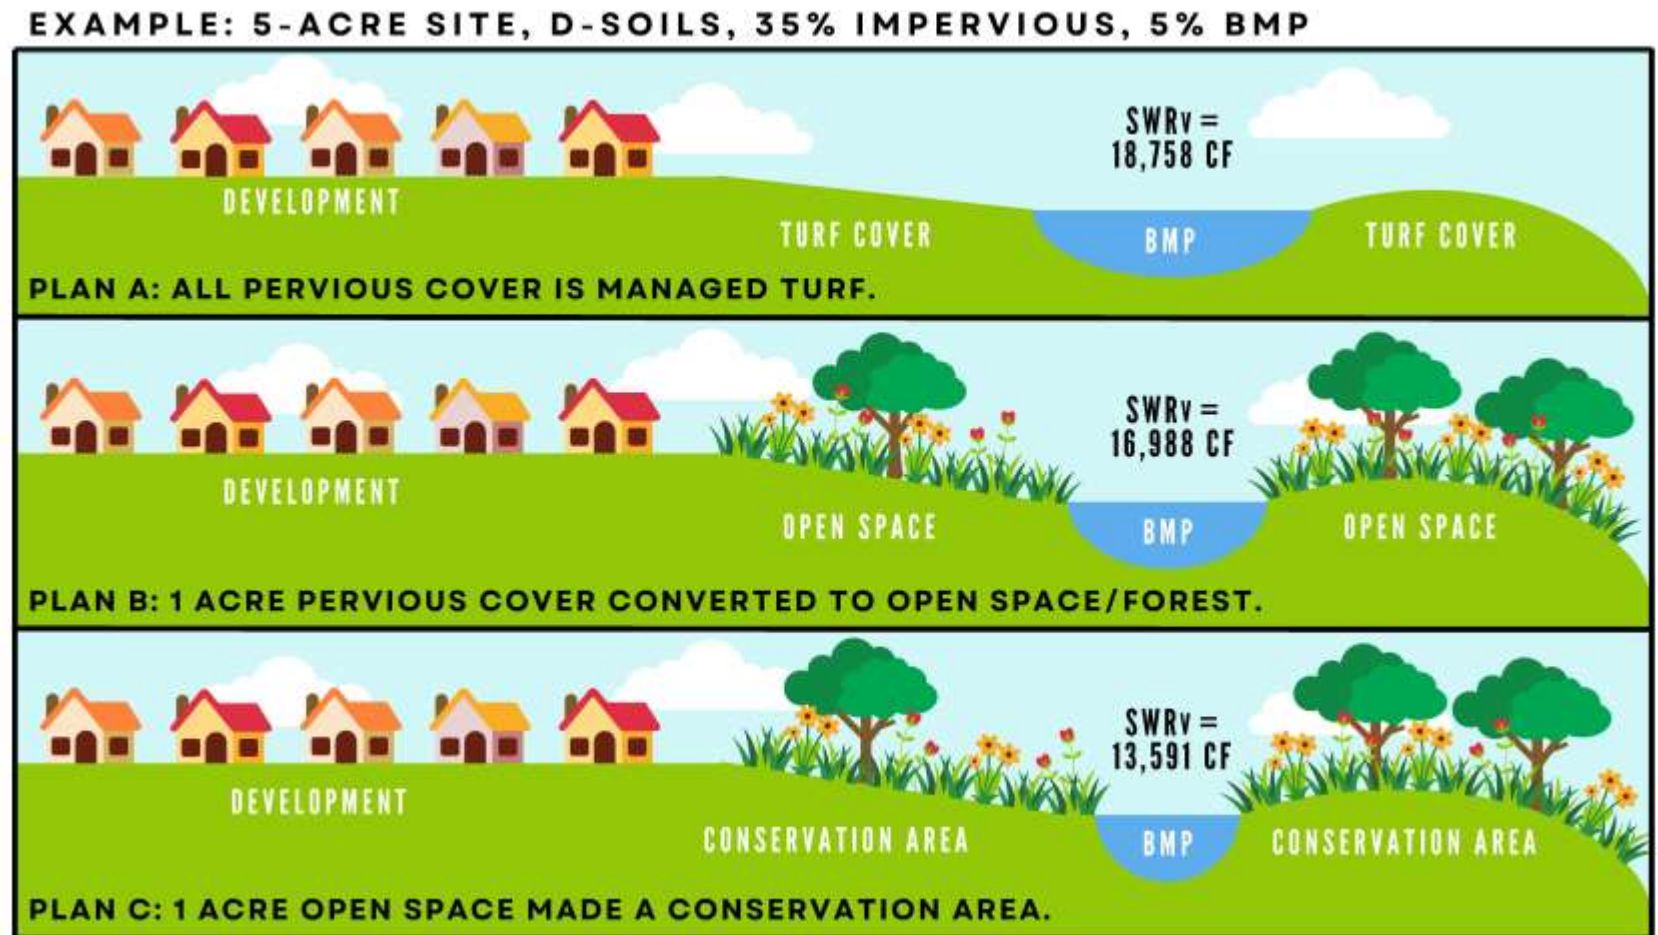 EXAMPLE: 5-ACRE SITE, D-SOILS, 35% IMPERVIOUS, 5% BMP
SWRv =
18,758 CF
DEVELOPMENT
TURF COVER
BMP
TURF COVER
PLAN A: ALL PERVIOUS COVER IS MANAGED TURF.
SWRv =
16,988 CF
DEVELOPMENT
OPEN SPACE
BMP
OPEN SPACE
PLAN B: 1 ACRE PERVIOUS COVER CONVERTED TO OPEN SPACE/FOREST.
SWRv =
13,591 CF
DEVELOPMENT
CONSERVATION AREA
BMP
CONSERVATION AREA
PLAN C: 1 ACRE OPEN SPACE MADE A CONSERVATION AREA.